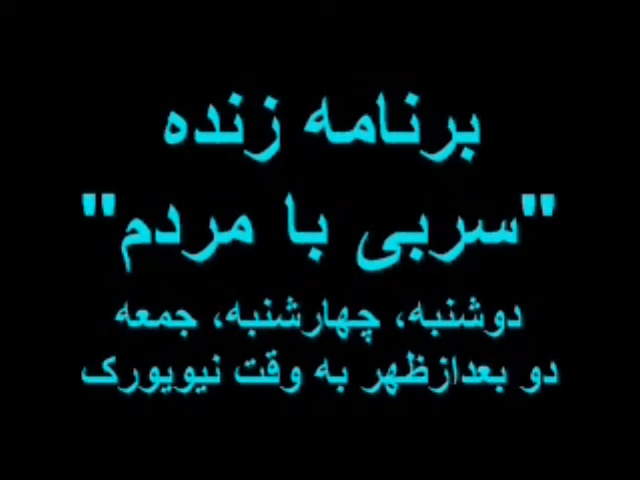 برنامه زنده
"سربی با مردم"
دوشنبه، چهارشنبه، جمعه
دو بعدازظهر به وقت نیویورک